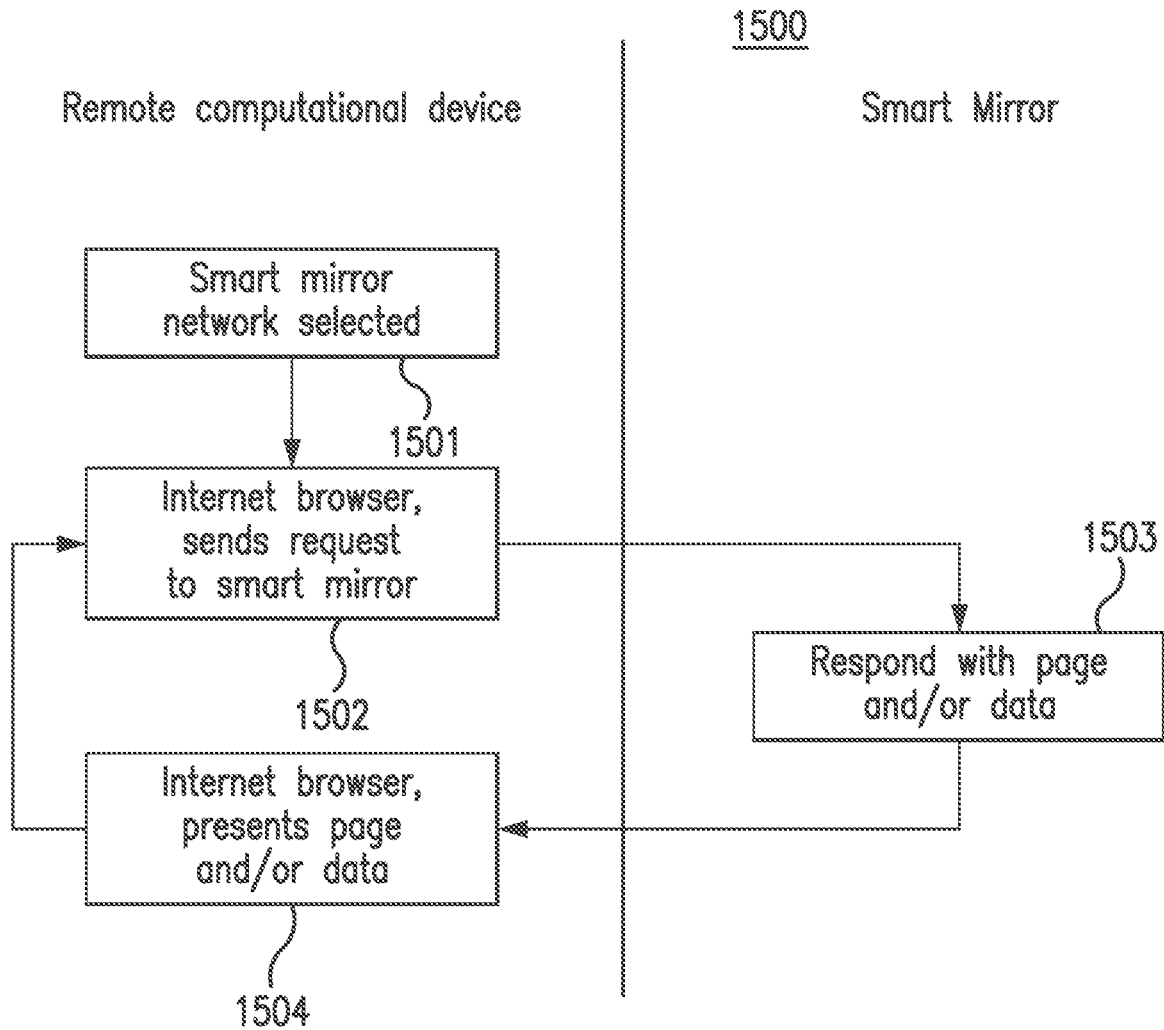 1500
Remote computational device
Smart Mirror
Smart mirror
network selected
1501
Internet browser,
sends request
to smart mirror
1502
1503
Respond with page
and/or data
Internet browser,
presents page
and/or data
1504